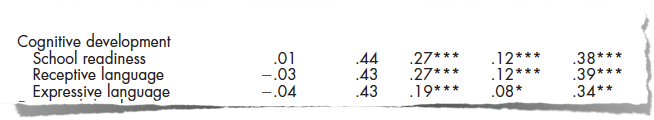 Cognitive development
School readiness .01 .44 .27*** .12*** .38***
Receptive language –.03 .43 .27*** .12*** .39***
Expressive language –.04 .43 .19*** .08* .34**